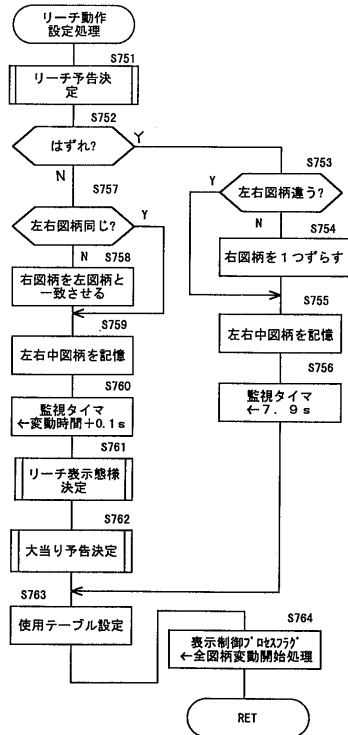 リーチ動作
設定処理
S751
リーチ予告決
定
S752
はずれ?
Y
N
S757
左右図柄同じ?
Y
N
S758
右図柄を左図柄と
一致させる
S759
左右中図柄を記憶
S760
監視タイマ
←変動時間+0.1s
S761
リーチ表示態様
決定
S762
大当り予告決定
S763
使用テーブル設定
S753
Y
左右図柄違う?
N
S754
右図柄を1つずらす
S755
左右中図柄を記憶
S756
監視タイマ
←7.9s
S764
表示制御プロセスフラグ
←全図柄変動開始処理
RET